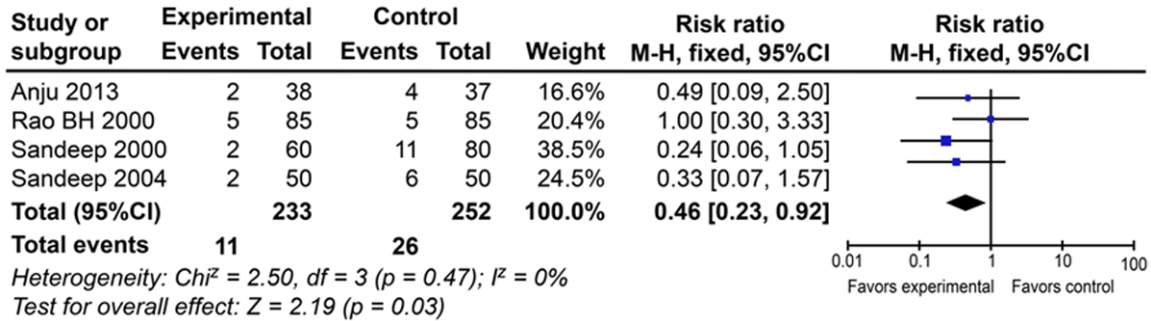 Study or subgroup Experimental Control Risk ratio Risk ratio
Events Total Events Total Weight M-H, fixed, 95%CI M-H, fixed, 95%CI
Anju 2013 2 38 4 37 16.6% 0.49 [0.09, 2.50]
Rao BH 2000 5 85 5 85 20.4% 1.00 [0.30, 3.33]
Sandeep 2000 2 60 11 80 38.5% 0.24 [0.06, 1.05]
Sandeep 2004 2 50 6 50 24.5% 0.33 [0.07, 1.57]
Total (95%CI) 233 252 100.0% 0.46 [0.23, 0.92]
Total events 11 26
Heterogeneity: Chiᶻ = 2.50, df = 3 (p = 0.47); Iᶻ = 0%
Test for overall effect: Z = 2.19 (p = 0.03)
0.01 0.1 1 10 100
Favors experimental Favors control